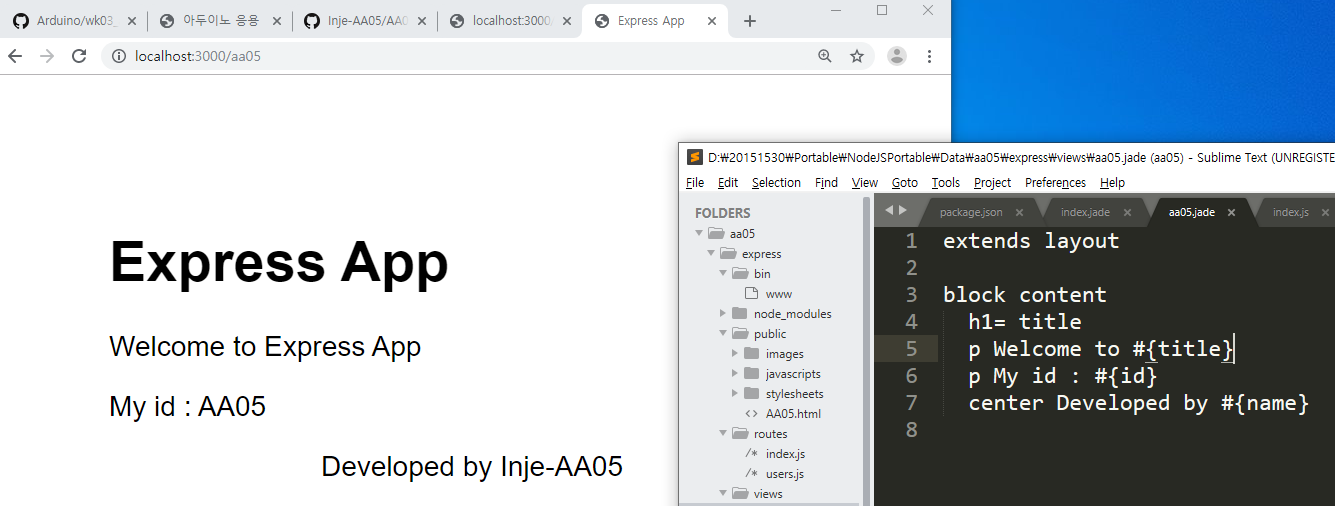 Arduino/wk03_
아두이노 응용
Inje-AA05/AA0
localhost:3000/
Express App
localhost:3000/aa05
Express App
Welcome to Express App
My id : AA05
Developed by Inje-AA05
D:₩20151530₩Portable₩NodeJSPortable₩Data₩aa05₩express₩views₩aa05.jade (aa05) - Sublime Text (UNREGISTE
File Edit Selection Find View Goto Tools Project Preferences Help
FOLDERS
aa05
express
bin
www
node_modules
public
images
javascripts
stylesheets
<> AA05.html
routes
/* index.js
/* users.js
views
package.json
index.jade
aa05.jade
index.js
1 extends layout
2
3 block content
4 h1= title
5 p Welcome to #{title}
6 p My id : #{id}
7 center Developed by #{name}
8